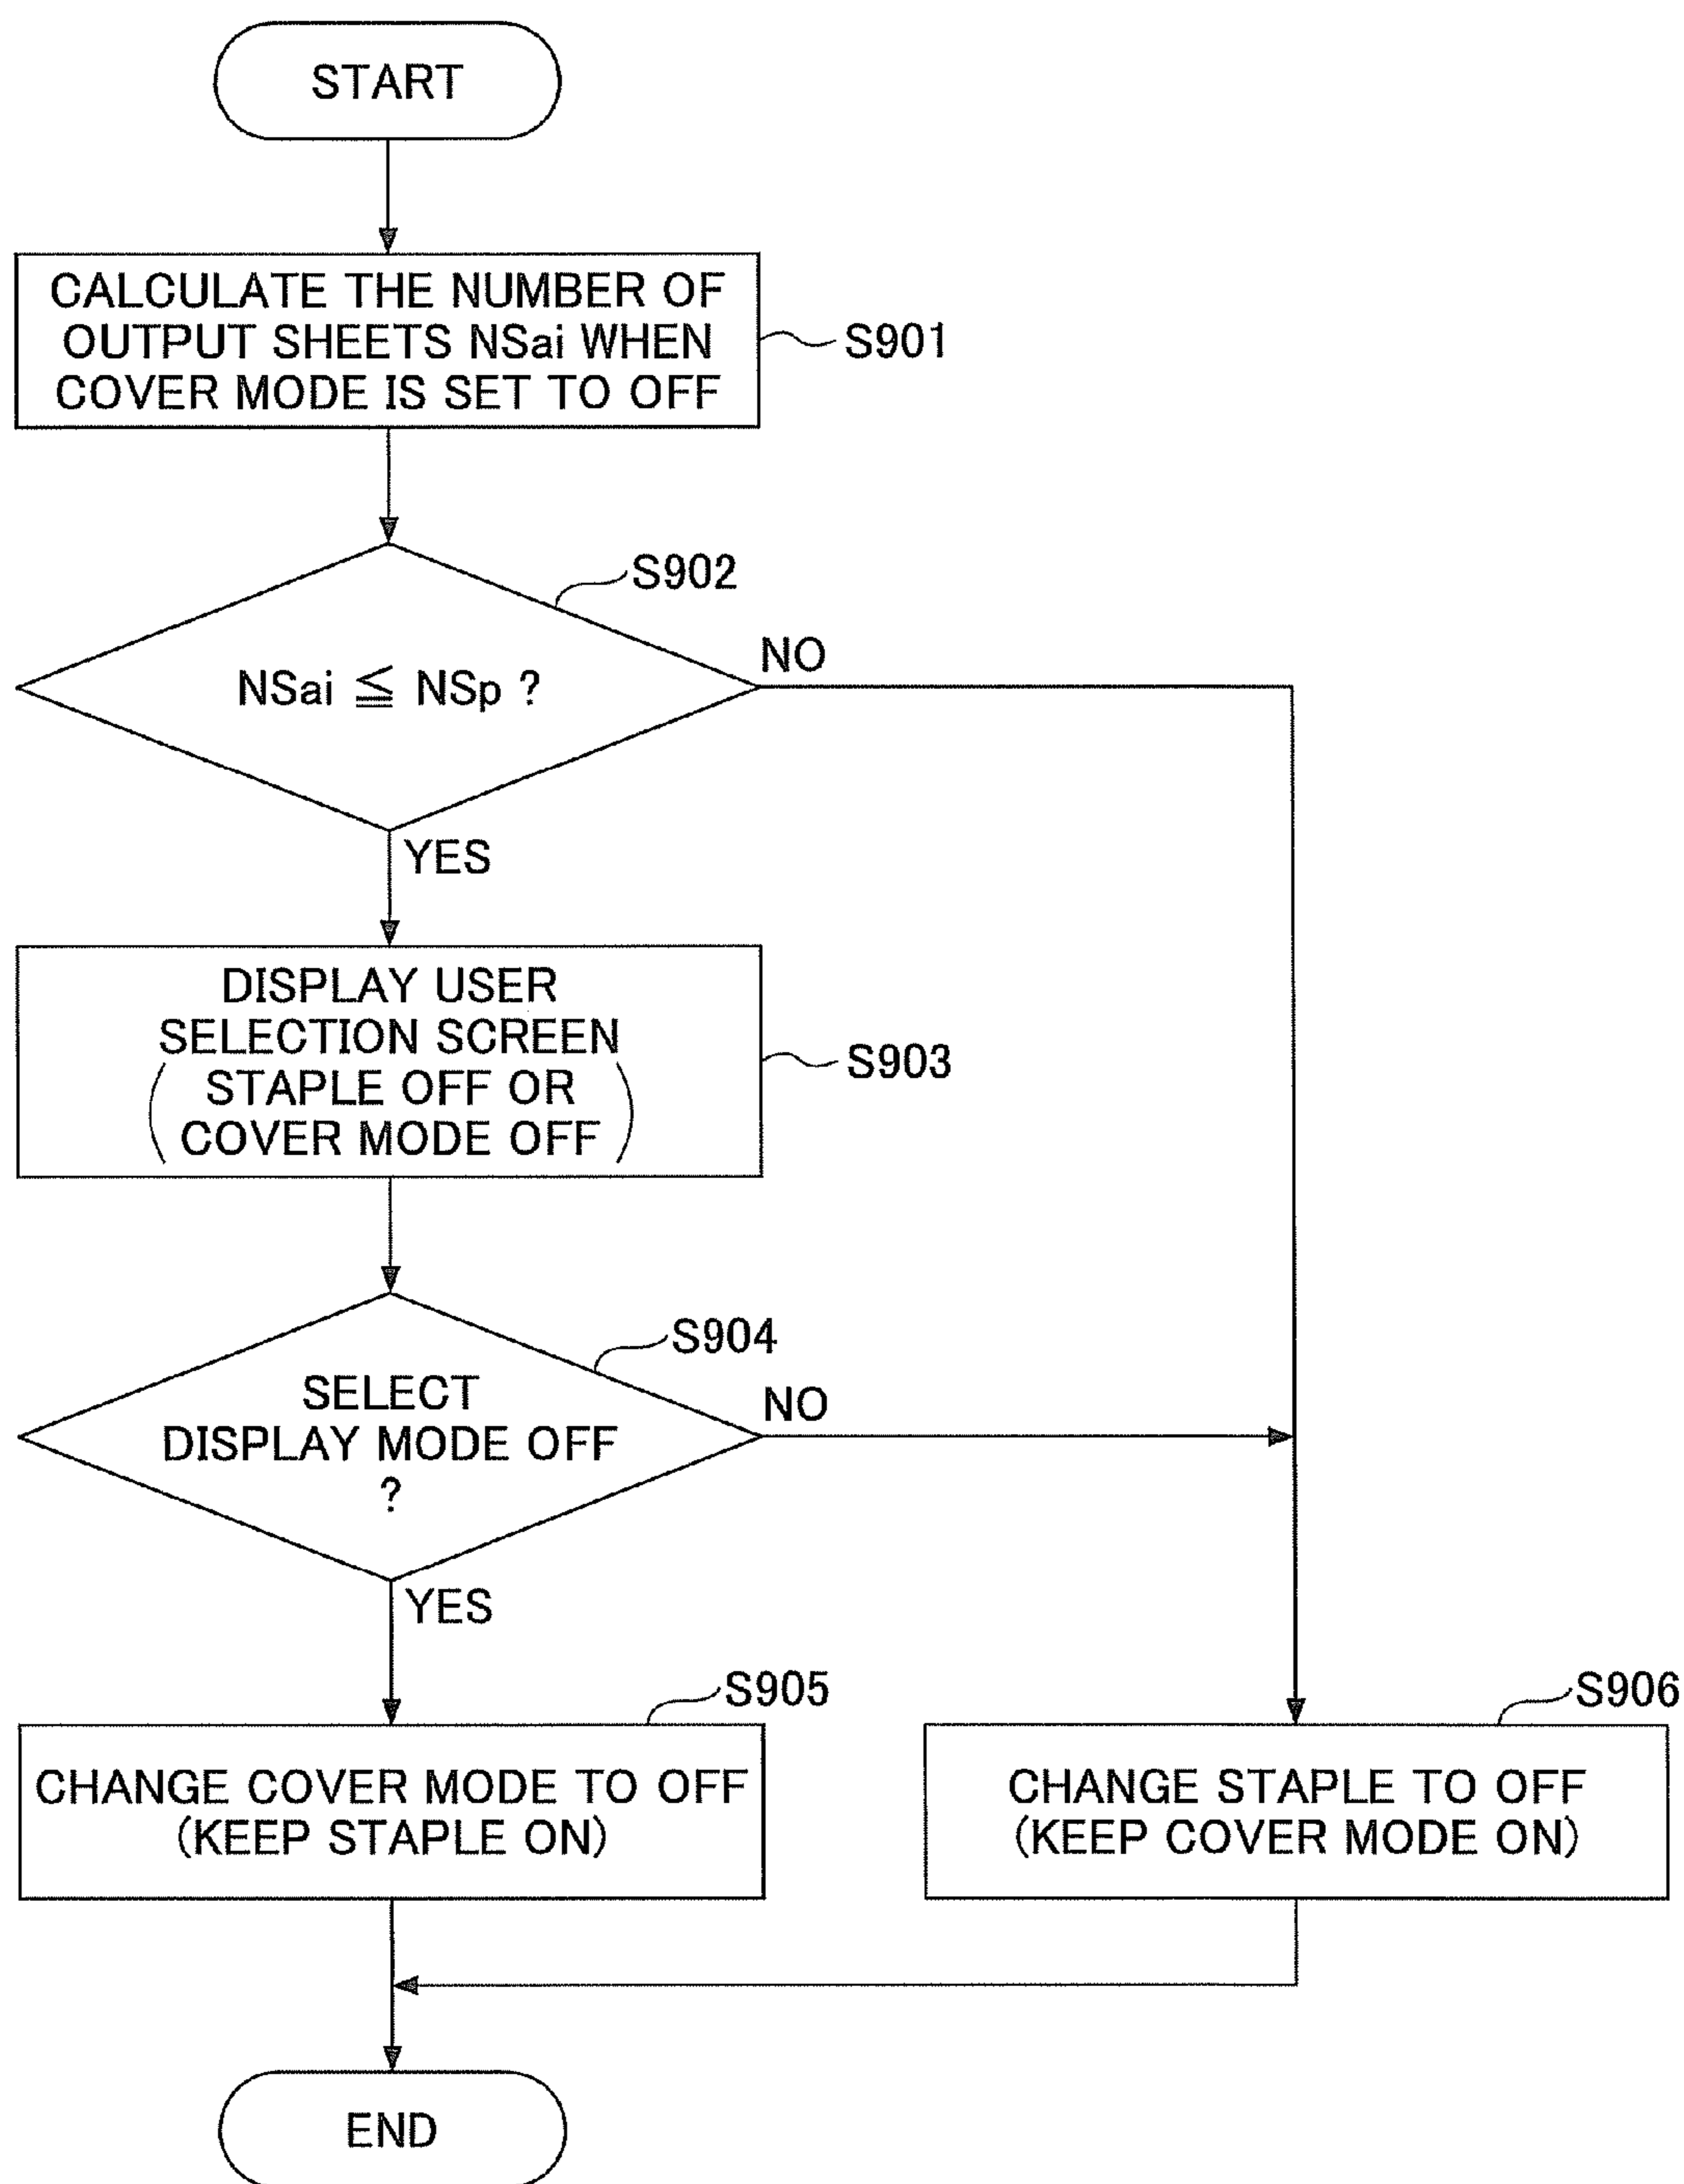 START
CALCULATE THE NUMBER OF
OUTPUT SHEETS NSai WHEN
COVER MODE IS SET TO OFF
S901
S902
NSai ≦ NSp ?
NO
YES
DISPLAY USER
SELECTION SCREEN
(STAPLE OFF OR
COVER MODE OFF)
S903
S904
SELECT
DISPLAY MODE OFF
?
NO
YES
S905
CHANGE COVER MODE TO OFF
(KEEP STAPLE ON)
S906
CHANGE STAPLE TO OFF
(KEEP COVER MODE ON)
END